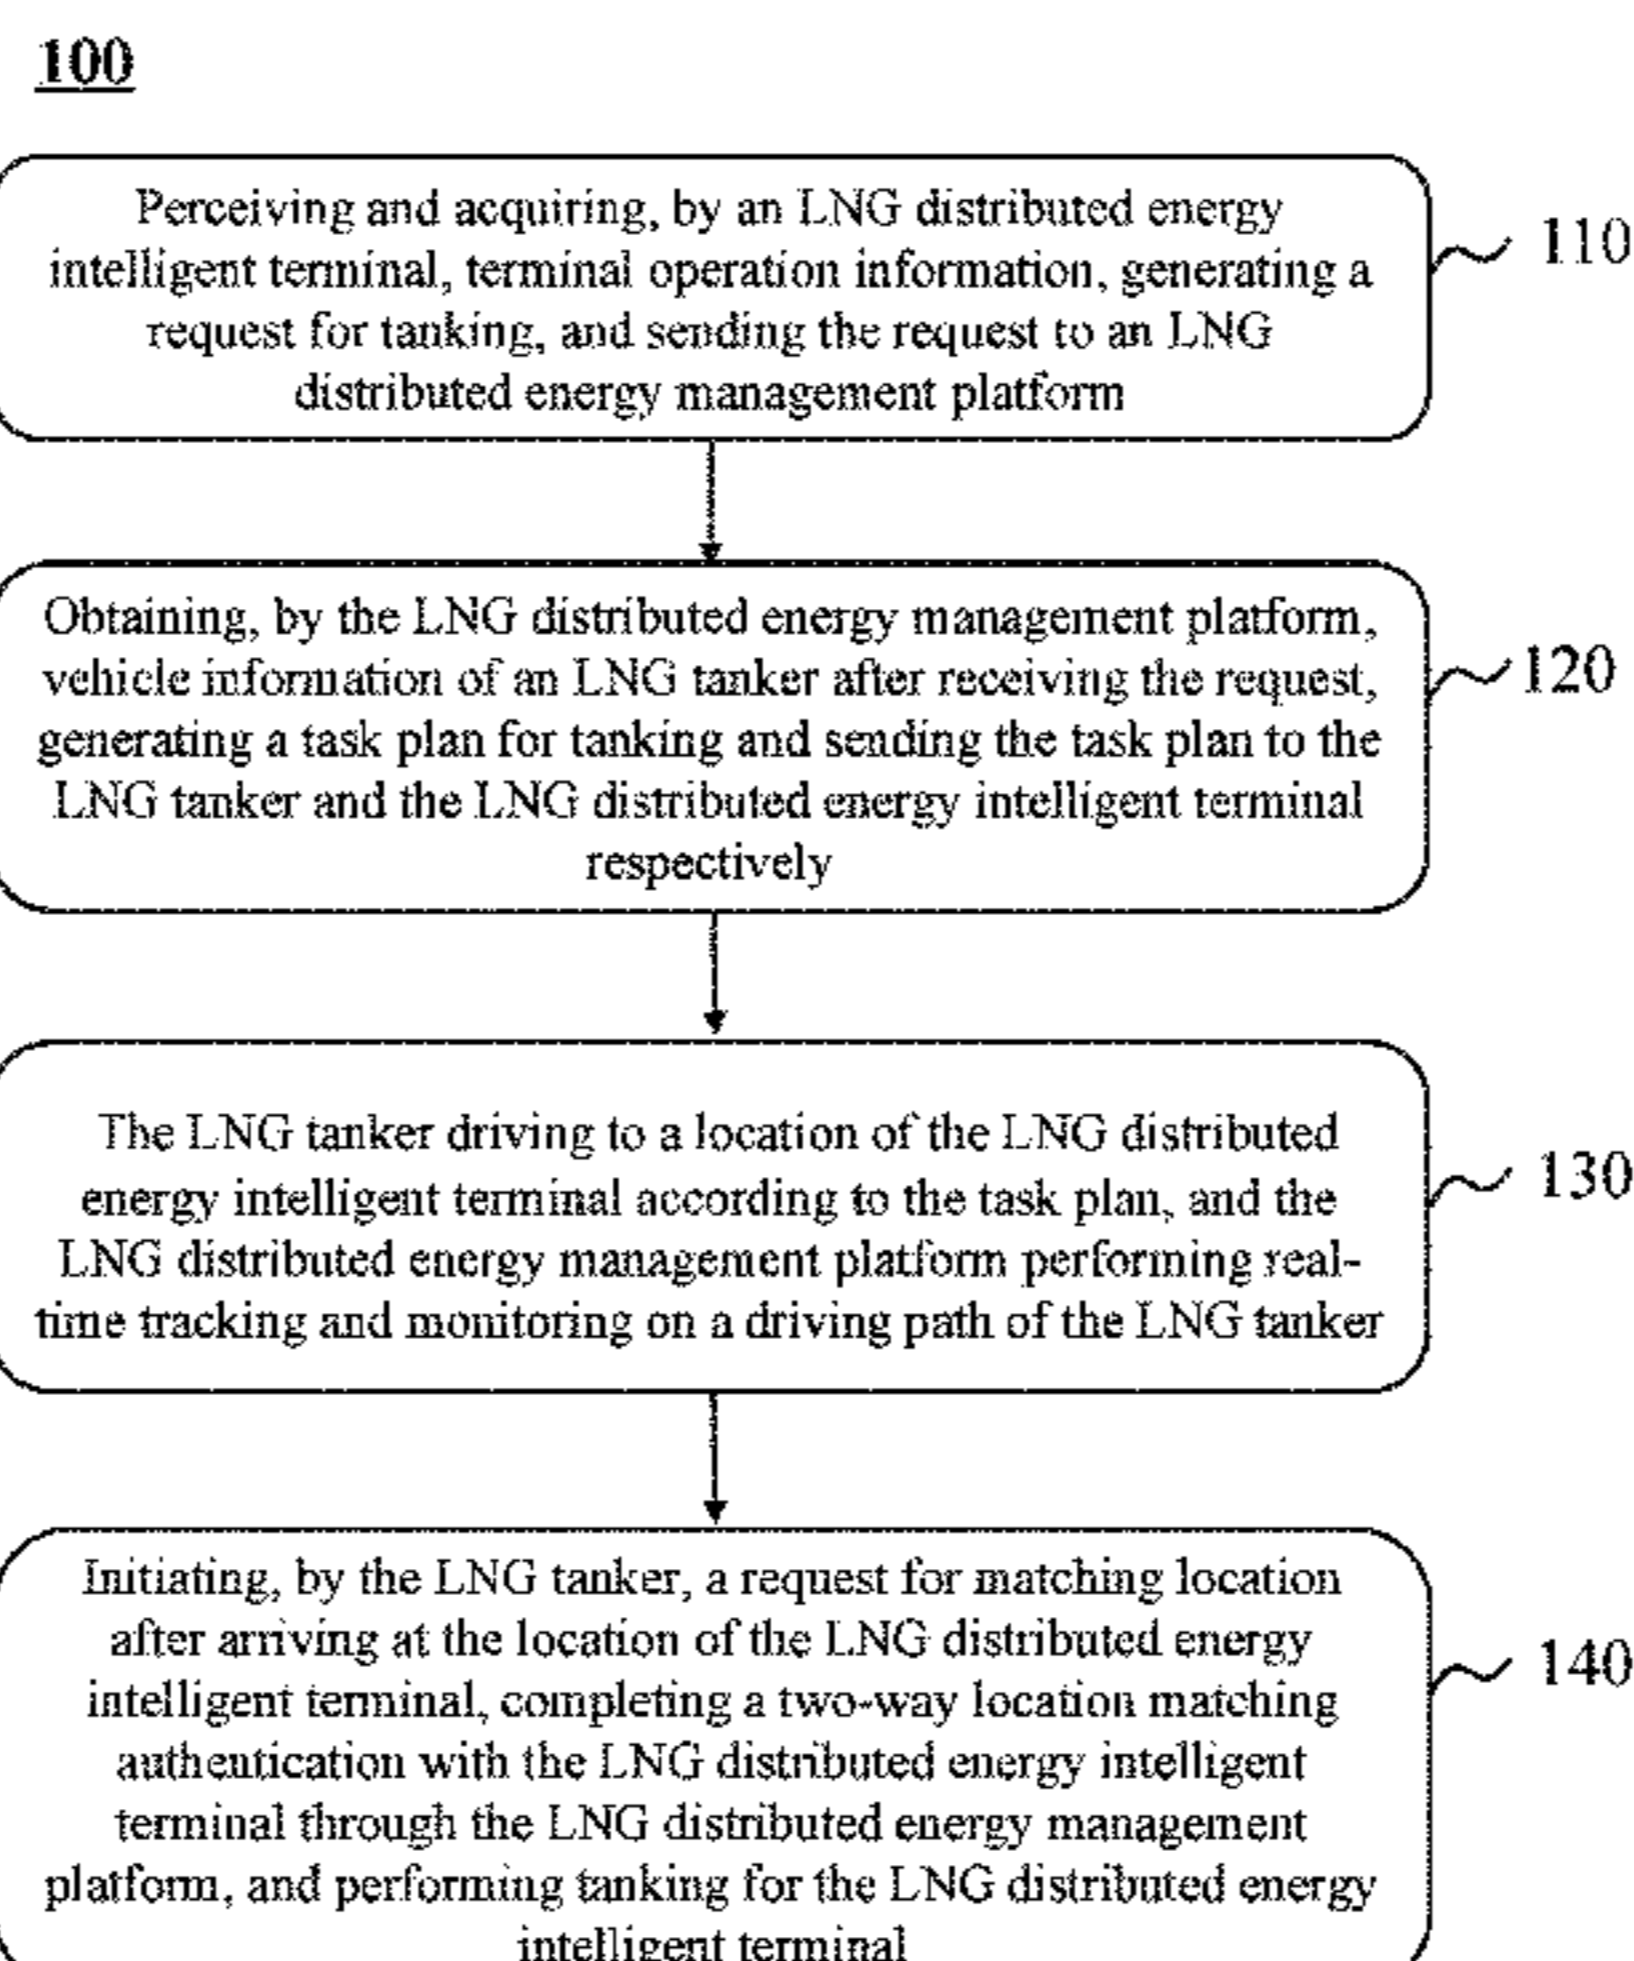 100
Perceiving and acquiring, by an LNG distributed energy
intelligent terminal, terminal operation information, generating a
request for tanking, and sending the request to an LNG
distributed energy management platform
110
Obtaining, by the LNG distributed energy management platform,
vehicle information of an LNG tanker after receiving the request,
generating a task plan for tanking and sending the task plan to the
LNG tanker and the LNG distributed energy intelligent terminal
respectively
120
The LNG tanker driving to a location of the LNG distributed
energy intelligent terminal according to the task plan, and the
LNG distributed energy management platform performing real-
time tracking and monitoring on a driving path of the LNG tanker
130
Initiating, by the LNG tanker, a request for matching location
after arriving at the location of the LNG distributed energy
intelligent terminal, completing a two-way location matching
authentication with the LNG distributed energy intelligent
terminal through the LNG distributed energy management
platform, and performing tanking for the LNG distributed energy
intelligent terminal
140